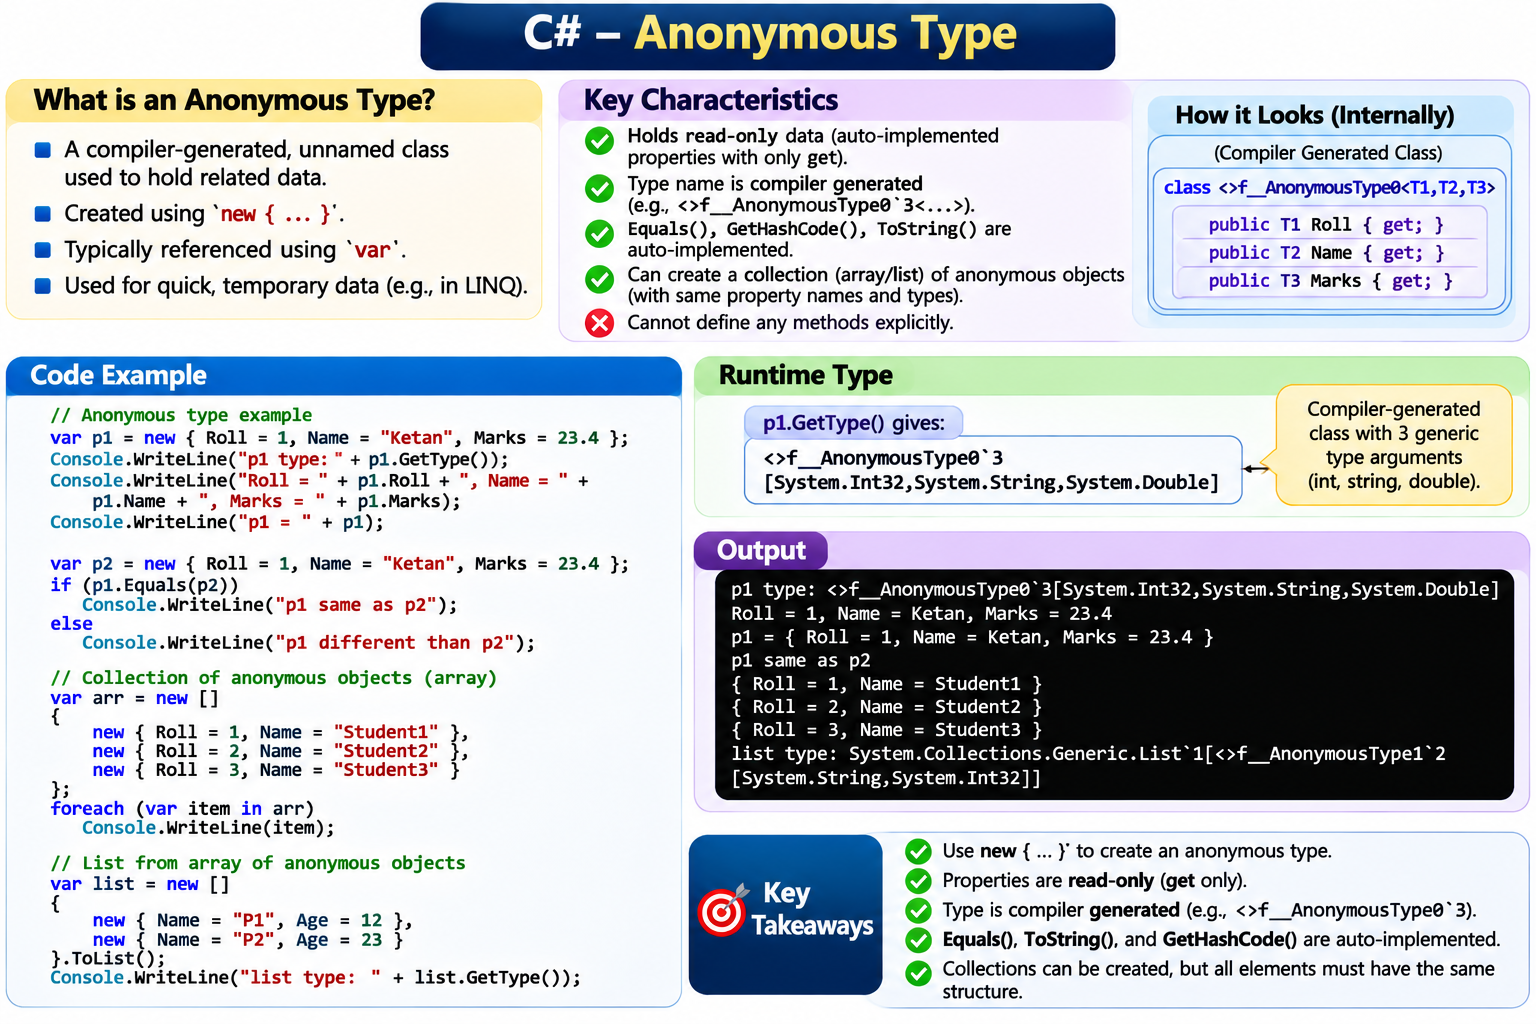 C# – Anonymous Type
What is an Anonymous Type?
A compiler-generated, unnamed class
used to hold related data.
Created using `new { ... }`.
Typically referenced using `var`.
Used for quick, temporary data (e.g., in LINQ).
Key Characteristics
Holds read-only data (auto-implemented
properties with only get).
Type name is compiler generated
(e.g., <>f__AnonymousType0`3<...>).
Equals(), GetHashCode(), ToString() are
auto-implemented.
Can create a collection (array/list) of anonymous objects
(with same property names and types).
Cannot define any methods explicitly.
How it Looks (Internally)
(Compiler Generated Class)
class <>f__AnonymousType0<T1,T2,T3>
public T1 Roll { get; }
public T2 Name { get; }
public T3 Marks { get; }
Code Example
// Anonymous type example
var p1 = new { Roll = 1, Name = "Ketan", Marks = 23.4 };
Console.WriteLine("p1 type: " + p1.GetType());
Console.WriteLine("Roll = " + p1.Roll + ", Name = " +
p1.Name + ", Marks = " + p1.Marks);
Console.WriteLine("p1 = " + p1);
var p2 = new { Roll = 1, Name = "Ketan", Marks = 23.4 };
if (p1.Equals(p2))
Console.WriteLine("p1 same as p2");
else
Console.WriteLine("p1 different than p2");
// Collection of anonymous objects (array)
var arr = new []
{
new { Roll = 1, Name = "Student1" },
new { Roll = 2, Name = "Student2" },
new { Roll = 3, Name = "Student3" }
};
foreach (var item in arr)
Console.WriteLine(item);
// List from array of anonymous objects
var list = new []
{
new { Name = "P1", Age = 12 },
new { Name = "P2", Age = 23 }
}.ToList();
Console.WriteLine("list type: " + list.GetType());
Runtime Type
p1.GetType() gives:
<>f__AnonymousType0`3
[System.Int32,System.String,System.Double]
Compiler-generated
class with 3 generic
type arguments
(int, string, double).
Output
p1 type: <>f__AnonymousType0`3[System.Int32,System.String,System.Double]
Roll = 1, Name = Ketan, Marks = 23.4
p1 = { Roll = 1, Name = Ketan, Marks = 23.4 }
p1 same as p2
{ Roll = 1, Name = Student1 }
{ Roll = 2, Name = Student2 }
{ Roll = 3, Name = Student3 }
list type: System.Collections.Generic.List`1[<>f__AnonymousType1`2
[System.String,System.Int32]]
Key
Takeaways
Use new { ... }` to create an anonymous type.
Properties are read-only (get only).
Type is compiler generated (e.g., <>f__AnonymousType0`3).
Equals(), ToString(), and GetHashCode() are auto-implemented.
Collections can be created, but all elements must have the same
structure.